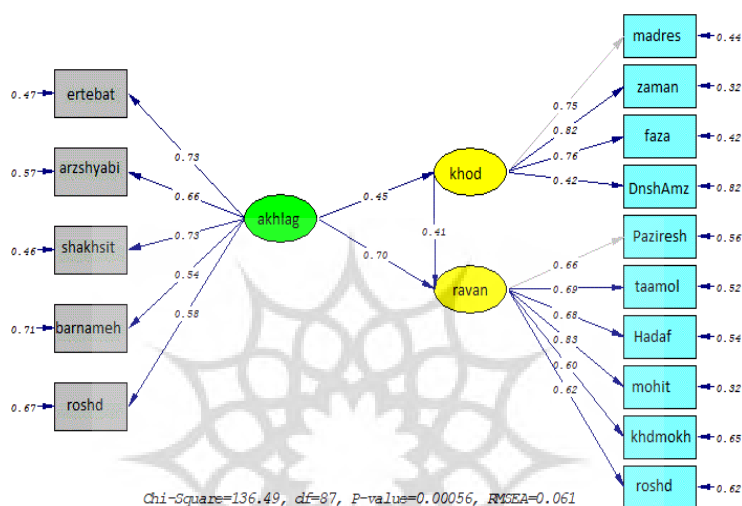 0.47
ertebat
0.57
arzshyabi
0.46
shakhsit
0.71
barnameh
0.67
roshd
0.73
0.66
0.73
0.54
0.58
akhlag
0.45
0.70
khod
0.41
ravan
0.75
0.82
0.76
0.42
0.66
0.69
0.68
0.83
0.60
0.62
madres
0.44
zaman
0.32
faza
0.42
DnshAmz
0.82
Paziresh
0.56
taamol
0.52
Hadaf
0.54
mohit
0.32
khdmokh
0.65
roshd
0.62
Chi-Square=136.49, df=87, P-value=0.00056, RMSEA=0.061